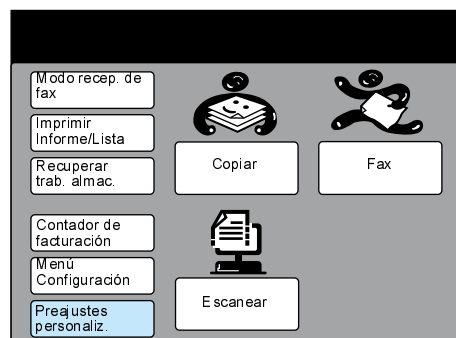 Modo recep. de
fax
Imprimir
Informe/Lista
Recuperar
trab. almac.
Contador de
facturación
Menú
Configuración
Preajustes
personaliz.
Copiar
Fax
Escanear